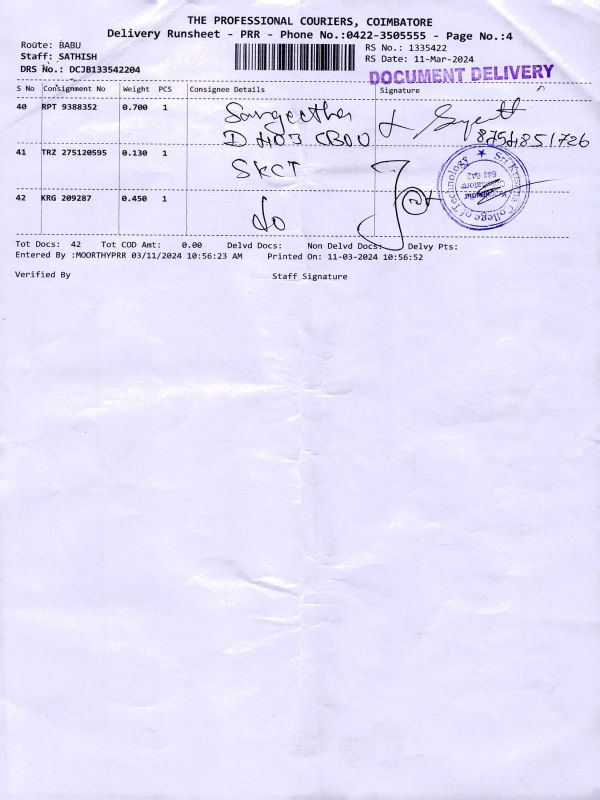 THE PROFESSIONAL COURIERS, COIMBATORE
Delivery Runsheet - PRR - Phone No.:0422-3505555 - Page No.:4
Route: BABU
RS No.: 1335422
Staff: SATHISH
RS Date: 11-Mar-2024
DRS No.: DCJB133542204
DOCUMENT DELIVERY
S No Consignment No Weight PCS Consignee Details Signature
40 RPT 9388352 0.700 1 Sangeetha
8754851726
41 TRZ 275120595 0.130 1 SKCT
Sri Krishna College of Technology
42 KRG 209287 0.450 1 do
Tot Docs: 42 Tot COD Amt: 0.00 Delvd Docs: Non Delvd Docs: Delvy Pts:
Entered By :MOORTHYPRR 03/11/2024 10:56:23 AM Printed On: 11-03-2024 10:56:52
Verified By Staff Signature